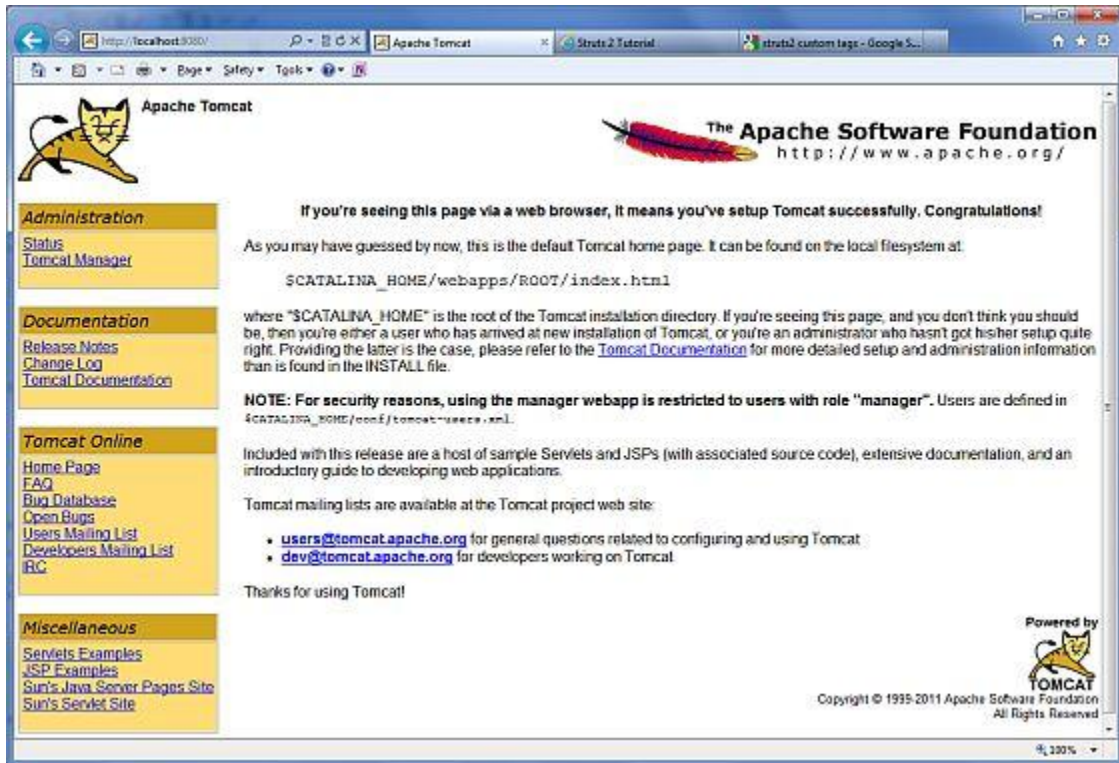 http://localhost:8080/
Apache Tomcat
Struts 2 Tutorial
struts2 custom tags - Google S...
Page
Safety
Tools
Apache Tomcat
The Apache Software Foundation
http://www.apache.org/
Administration
Status
Tomcat Manager
Documentation
Release Notes
Change Log
Tomcat Documentation
Tomcat Online
Home Page
FAQ
Bug Database
Open Bugs
Users Mailing List
Developers Mailing List
IRC
Miscellaneous
Servlets Examples
JSP Examples
Sun's Java Server Pages Site
Sun's Servlet Site
If you're seeing this page via a web browser, it means you've setup Tomcat successfully. Congratulations!
As you may have guessed by now, this is the default Tomcat home page. It can be found on the local filesystem at:
$CATALINA_HOME/webapps/ROOT/index.html
where "$CATALINA_HOME" is the root of the Tomcat installation directory. If you're seeing this page, and you don't think you should
be, then you're either a user who has arrived at new installation of Tomcat, or you're an administrator who hasn't got his/her setup quite
right. Providing the latter is the case, please refer to the Tomcat Documentation for more detailed setup and administration information
than is found in the INSTALL file.
NOTE: For security reasons, using the manager webapp is restricted to users with role "manager". Users are defined in
$CATALINA_HOME/conf/tomcat-users.xml.
Included with this release are a host of sample Servlets and JSPs (with associated source code), extensive documentation, and an
introductory guide to developing web applications.
Tomcat mailing lists are available at the Tomcat project web site:
• users@tomcat.apache.org for general questions related to configuring and using Tomcat
• dev@tomcat.apache.org for developers working on Tomcat
Thanks for using Tomcat!
Powered by
TOMCAT
Copyright © 1999-2011 Apache Software Foundation
All Rights Reserved
100%